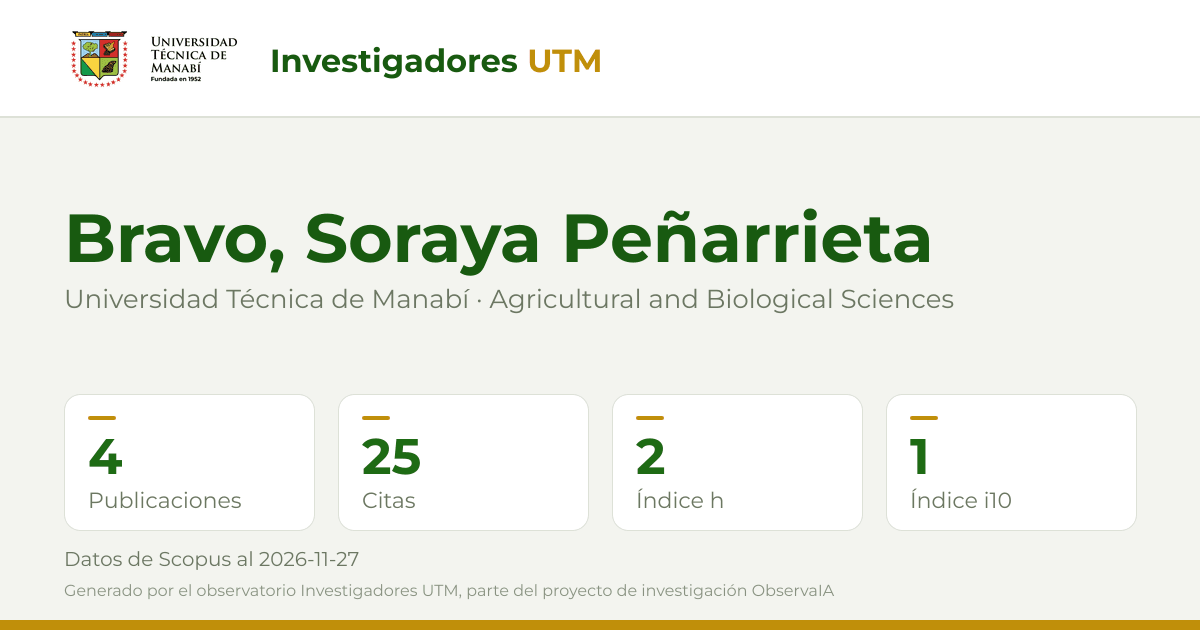 UNIVERSIDAD
TÉCNICA DE
MANABÍ
Fundada en 1952
Investigadores UTM
Bravo, Soraya Peñarrieta
Universidad Técnica de Manabí · Agricultural and Biological Sciences
4
Publicaciones
25
Citas
2
Índice h
1
Índice i10
Datos de Scopus al 2026-11-27
Generado por el observatorio Investigadores UTM, parte del proyecto de investigación ObservaIA